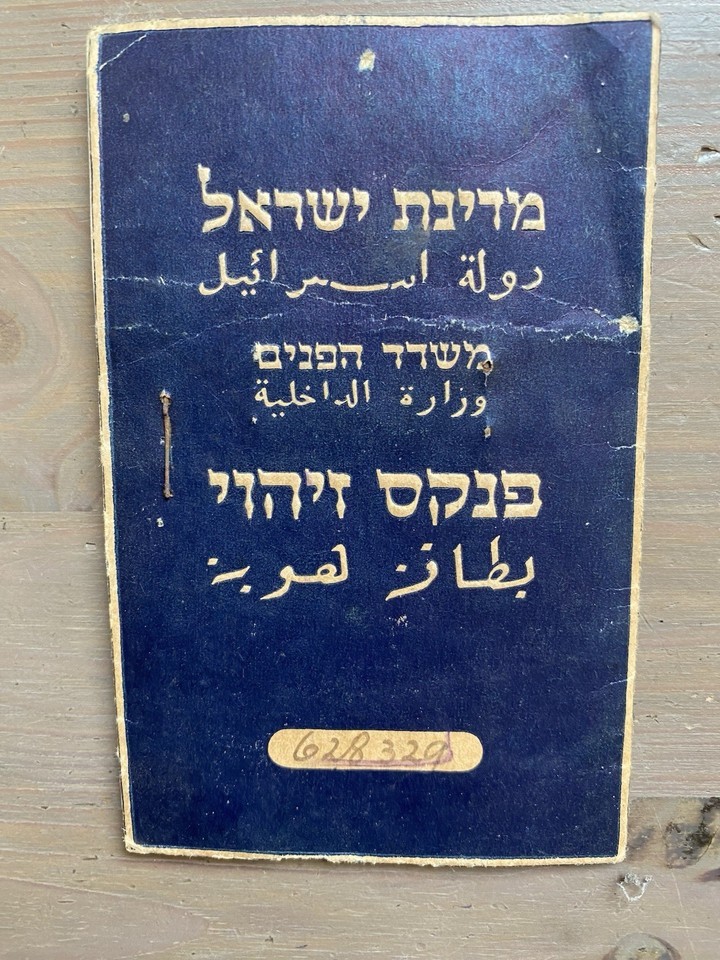 מדינת ישראל
دولة اسرائيل
משרד הפנים
وزارة الداخلية
פנקס זיהוי
بطاقة هوية
628329